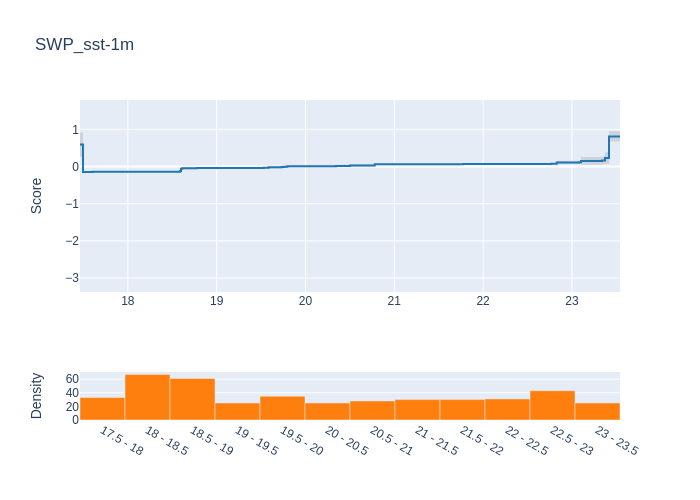 SWP_sst-1m
Score
1
0
−1
−2
−3
18 19 20 21 22 23
Density
60
40
20
0
17.5 - 18
18 - 18.5
18.5 - 19
19 - 19.5
19.5 - 20
20 - 20.5
20.5 - 21
21 - 21.5
21.5 - 22
22 - 22.5
22.5 - 23
23 - 23.5